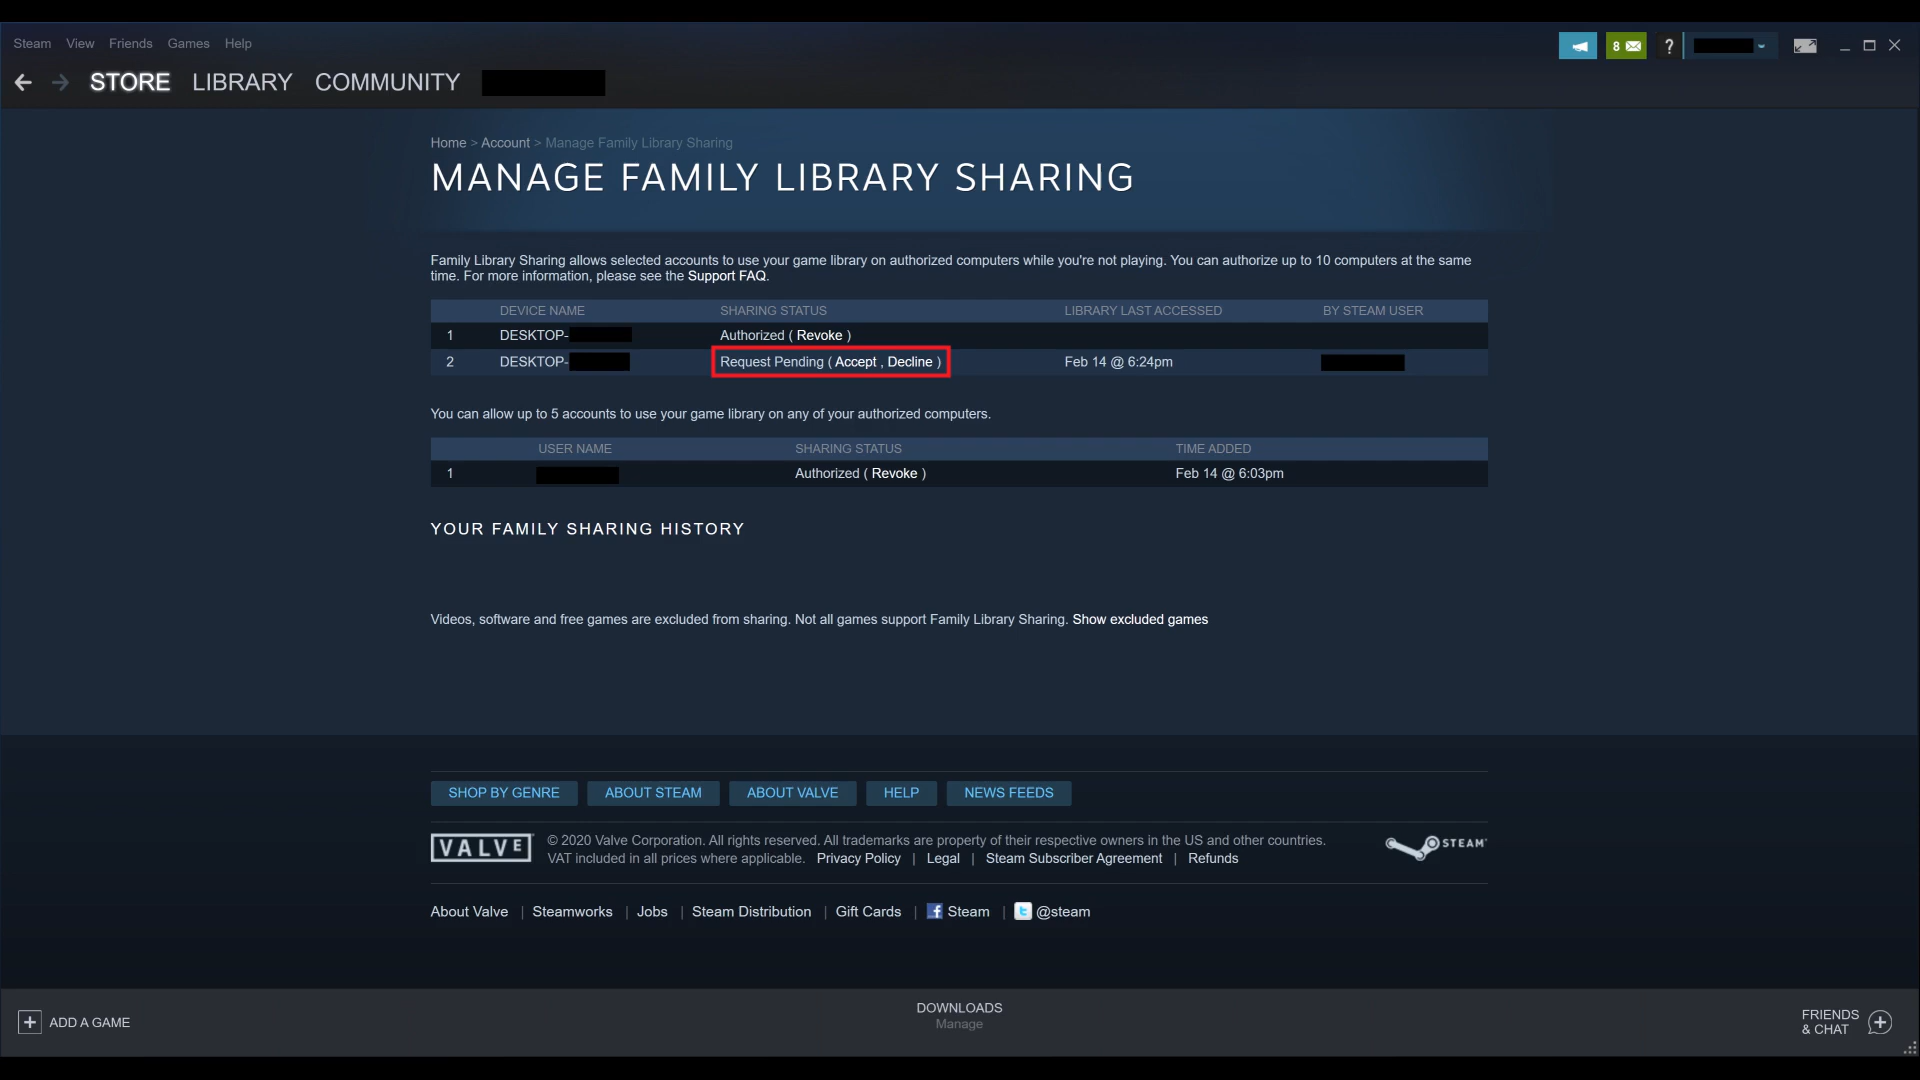 Steam View Friends Games Help
8 ?
STORE LIBRARY COMMUNITY
Home > Account > Manage Family Library Sharing
MANAGE FAMILY LIBRARY SHARING
Family Library Sharing allows selected accounts to use your game library on authorized computers while you're not playing. You can authorize up to 10 computers at the same
time. For more information, please see the Support FAQ.
DEVICE NAME SHARING STATUS LIBRARY LAST ACCESSED BY STEAM USER
1 DESKTOP- Authorized ( Revoke )
2 DESKTOP- Request Pending ( Accept , Decline ) Feb 14 @ 6:24pm
You can allow up to 5 accounts to use your game library on any of your authorized computers.
USER NAME SHARING STATUS TIME ADDED
1 Authorized ( Revoke ) Feb 14 @ 6:03pm
YOUR FAMILY SHARING HISTORY
Videos, software and free games are excluded from sharing. Not all games support Family Library Sharing. Show excluded games
SHOP BY GENRE ABOUT STEAM ABOUT VALVE HELP NEWS FEEDS
VALVE © 2020 Valve Corporation. All rights reserved. All trademarks are property of their respective owners in the US and other countries. STEAM
VAT included in all prices where applicable. Privacy Policy | Legal | Steam Subscriber Agreement | Refunds
About Valve | Steamworks | Jobs | Steam Distribution | Gift Cards | f Steam | t @steam
ADD A GAME
DOWNLOADS
Manage
FRIENDS
& CHAT